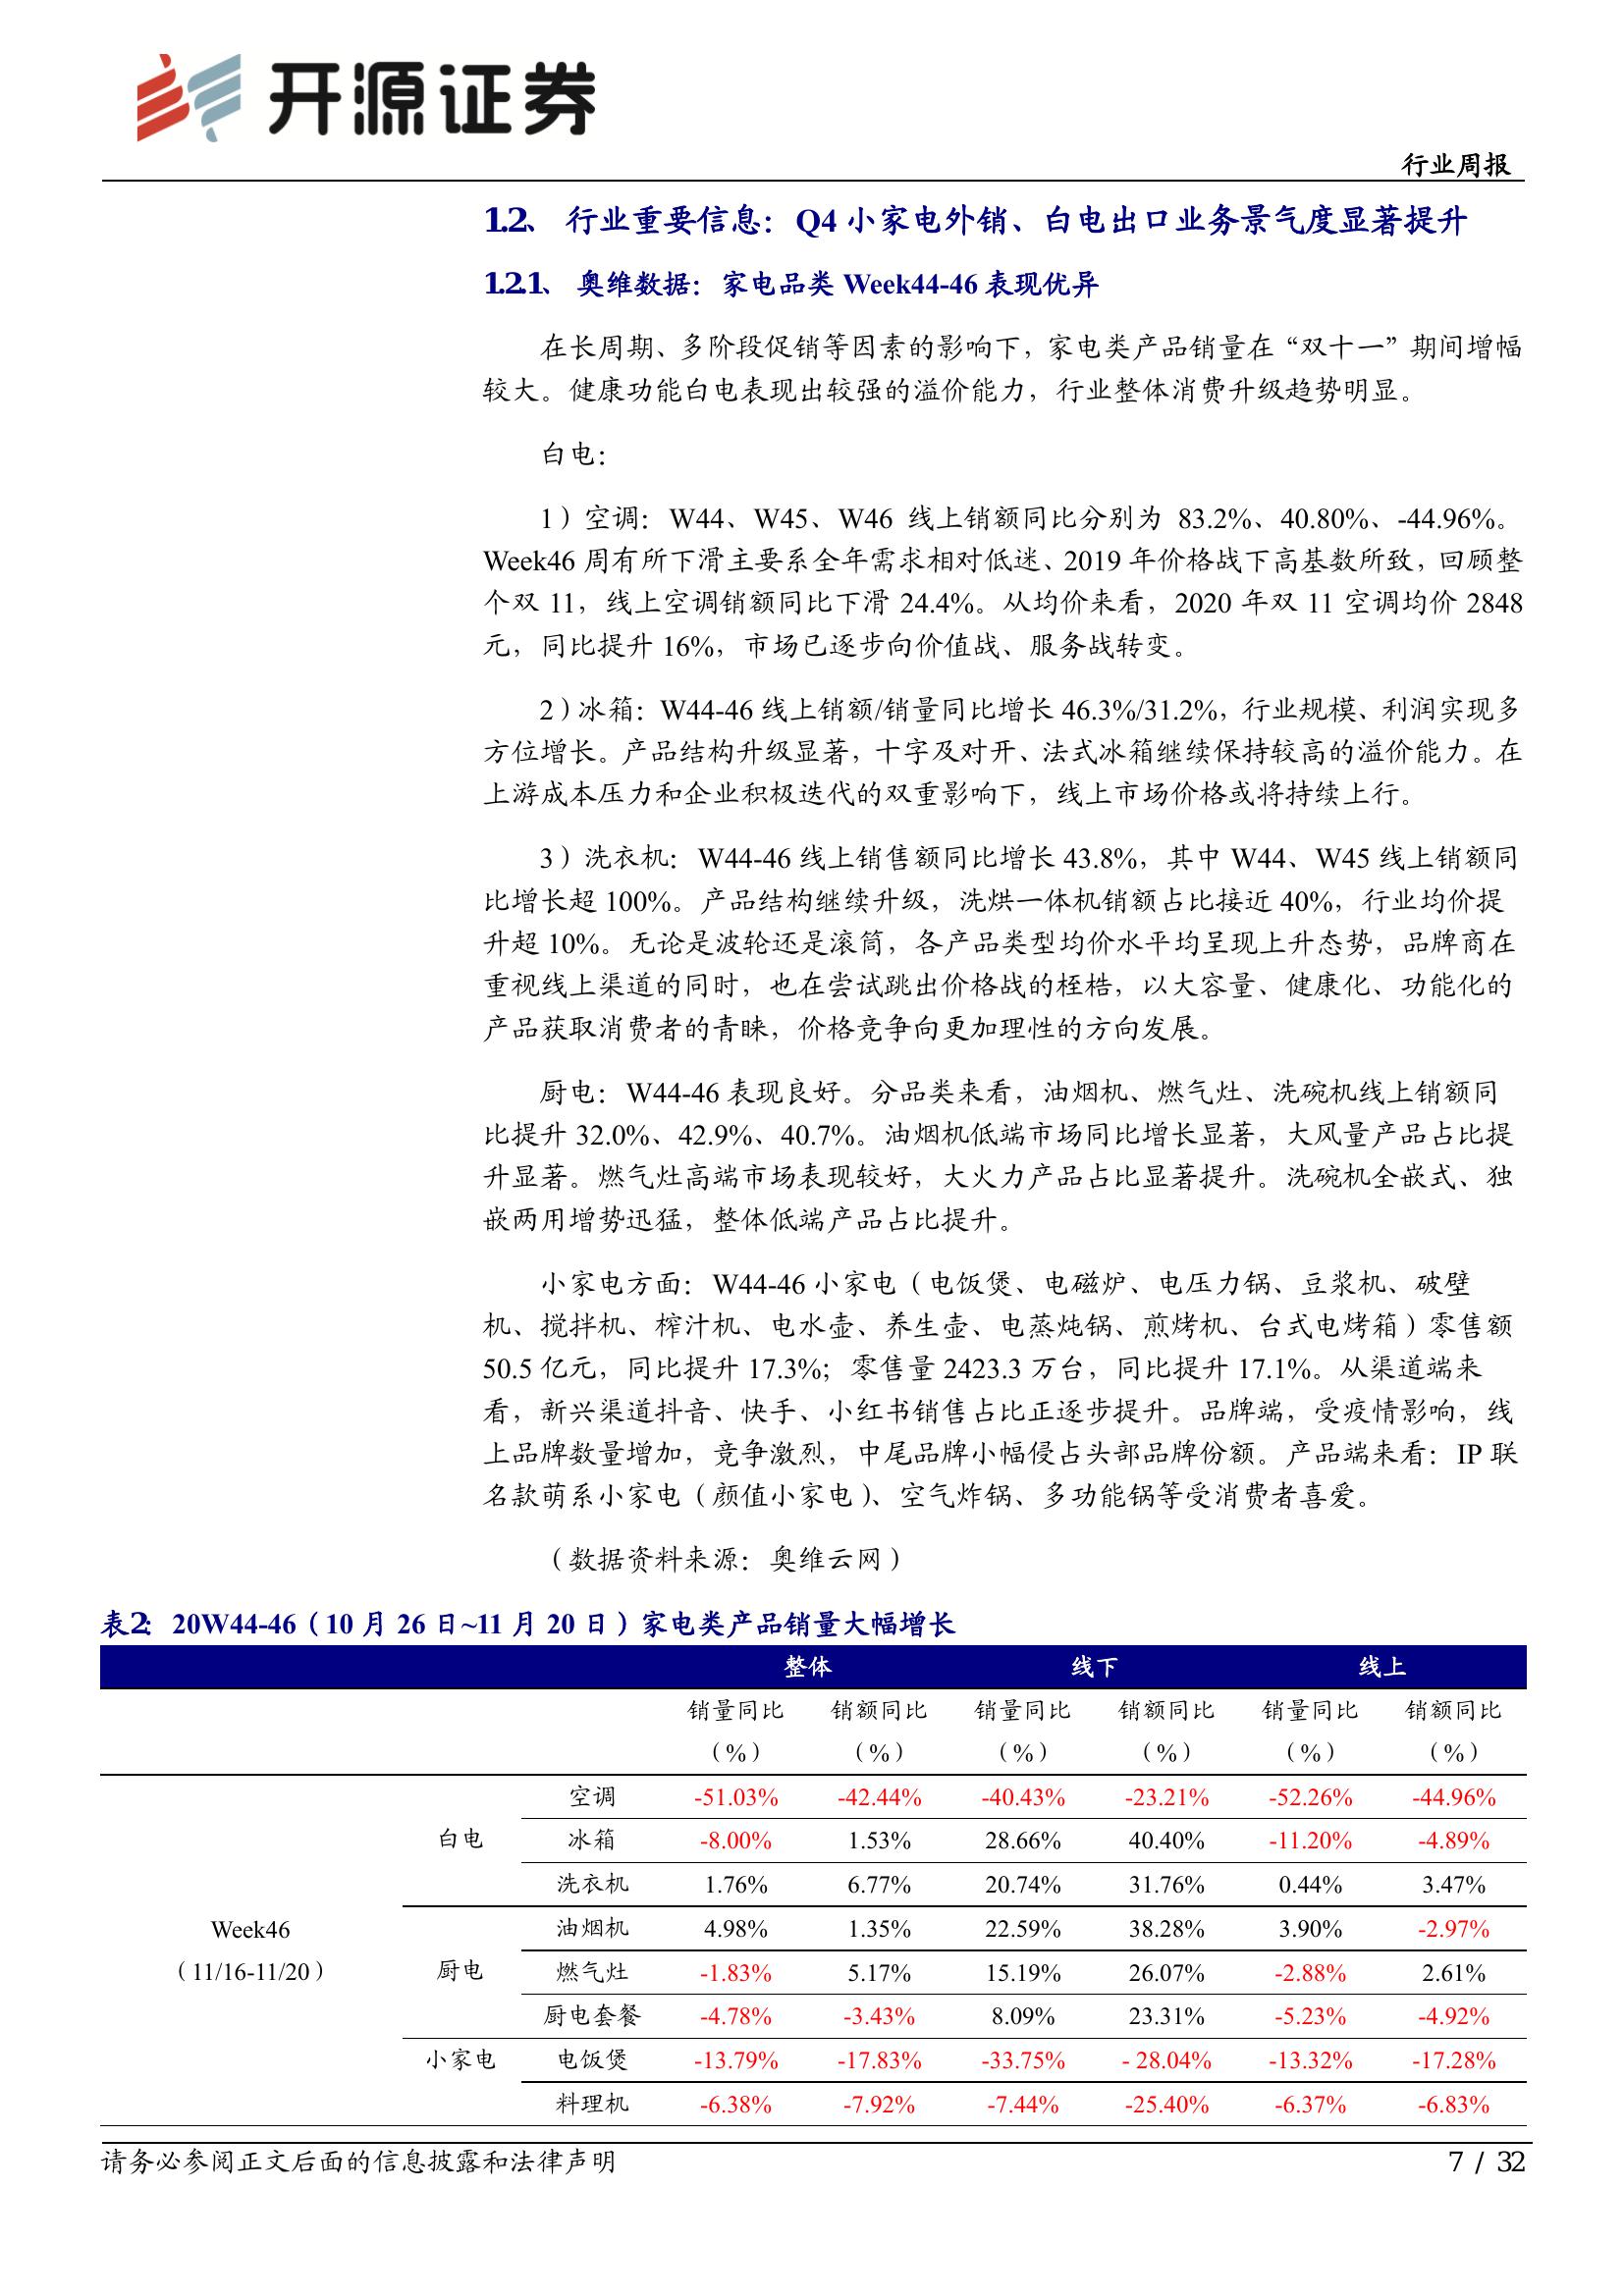 开源证券
行业周报
1.2、 行业重要信息：Q4 小家电外销、白电出口业务景气度显著提升
1.2.1、 奥维数据：家电品类 Week44-46 表现优异
在长周期、多阶段促销等因素的影响下，家电类产品销量在“双十一”期间增幅
较大。健康功能白电表现出较强的溢价能力，行业整体消费升级趋势明显。
白电：
1）空调：W44、W45、W46 线上销额同比分别为 83.2%、40.80%、-44.96%。
Week46 周有所下滑主要系全年需求相对低迷、2019 年价格战下高基数所致，回顾整
个双 11，线上空调销额同比下滑 24.4%。从均价来看，2020 年双 11 空调均价 2848
元，同比提升 16%，市场已逐步向价值战、服务战转变。
2）冰箱：W44-46 线上销额/销量同比增长 46.3%/31.2%，行业规模、利润实现多
方位增长。产品结构升级显著，十字及对开、法式冰箱继续保持较高的溢价能力。在
上游成本压力和企业积极迭代的双重影响下，线上市场价格或将持续上行。
3）洗衣机：W44-46 线上销售额同比增长 43.8%，其中 W44、W45 线上销额同
比增长超 100%。产品结构继续升级，洗烘一体机销额占比接近 40%，行业均价提
升超 10%。无论是波轮还是滚筒，各产品类型均价水平均呈现上升态势，品牌商在
重视线上渠道的同时，也在尝试跳出价格战的桎梏，以大容量、健康化、功能化的
产品获取消费者的青睐，价格竞争向更加理性的方向发展。
厨电：W44-46 表现良好。分品类来看，油烟机、燃气灶、洗碗机线上销额同
比提升 32.0%、42.9%、40.7%。油烟机低端市场同比增长显著，大风量产品占比提
升显著。燃气灶高端市场表现较好，大火力产品占比显著提升。洗碗机全嵌式、独
嵌两用增势迅猛，整体低端产品占比提升。
小家电方面：W44-46 小家电（电饭煲、电磁炉、电压力锅、豆浆机、破壁
机、搅拌机、榨汁机、电水壶、养生壶、电蒸炖锅、煎烤机、台式电烤箱）零售额
50.5 亿元，同比提升 17.3%；零售量 2423.3 万台，同比提升 17.1%。从渠道端来
看，新兴渠道抖音、快手、小红书销售占比正逐步提升。品牌端，受疫情影响，线
上品牌数量增加，竞争激烈，中尾品牌小幅侵占头部品牌份额。产品端来看：IP 联
名款萌系小家电（颜值小家电）、空气炸锅、多功能锅等受消费者喜爱。
（数据资料来源：奥维云网）
表2： 20W44-46（10 月 26 日~11 月 20 日）家电类产品销量大幅增长
整体 线下 线上
销量同比 销额同比 销量同比 销额同比 销量同比 销额同比
（%） （%） （%） （%） （%） （%）
空调 -51.03% -42.44% -40.43% -23.21% -52.26% -44.96%
白电 冰箱 -8.00% 1.53% 28.66% 40.40% -11.20% -4.89%
洗衣机 1.76% 6.77% 20.74% 31.76% 0.44% 3.47%
Week46 油烟机 4.98% 1.35% 22.59% 38.28% 3.90% -2.97%
（11/16-11/20） 厨电 燃气灶 -1.83% 5.17% 15.19% 26.07% -2.88% 2.61%
厨电套餐 -4.78% -3.43% 8.09% 23.31% -5.23% -4.92%
小家电 电饭煲 -13.79% -17.83% -33.75% - 28.04% -13.32% -17.28%
料理机 -6.38% -7.92% -7.44% -25.40% -6.37% -6.83%
请务必参阅正文后面的信息披露和法律声明 7 / 32